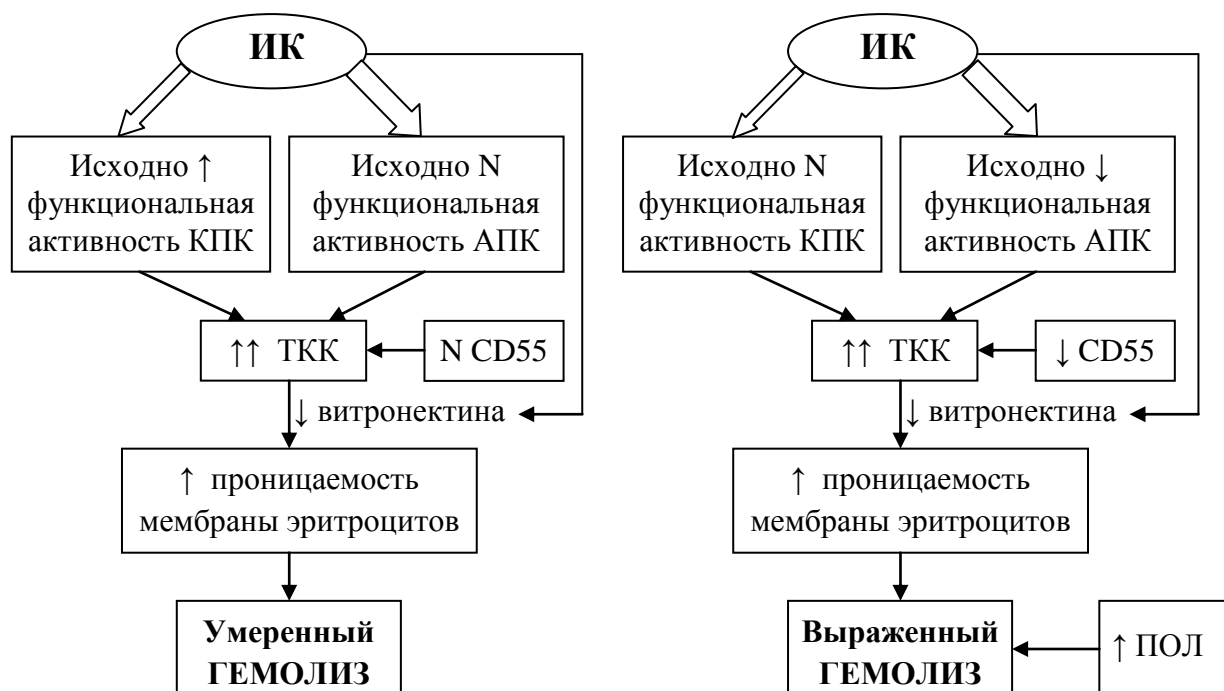 ИК
Исходно ↑
функциональная
активность КПК
Исходно N
функциональная
активность АПК
↑↑ ТКК
N CD55
↓ витронектина
↑ проницаемость
мембраны эритроцитов
Умеренный
ГЕМОЛИЗ
ИК
Исходно N
функциональная
активность КПК
Исходно ↓
функциональная
активность АПК
↑↑ ТКК
↓ CD55
↓ витронектина
↑ проницаемость
мембраны эритроцитов
Выраженный
ГЕМОЛИЗ
↑ ПОЛ